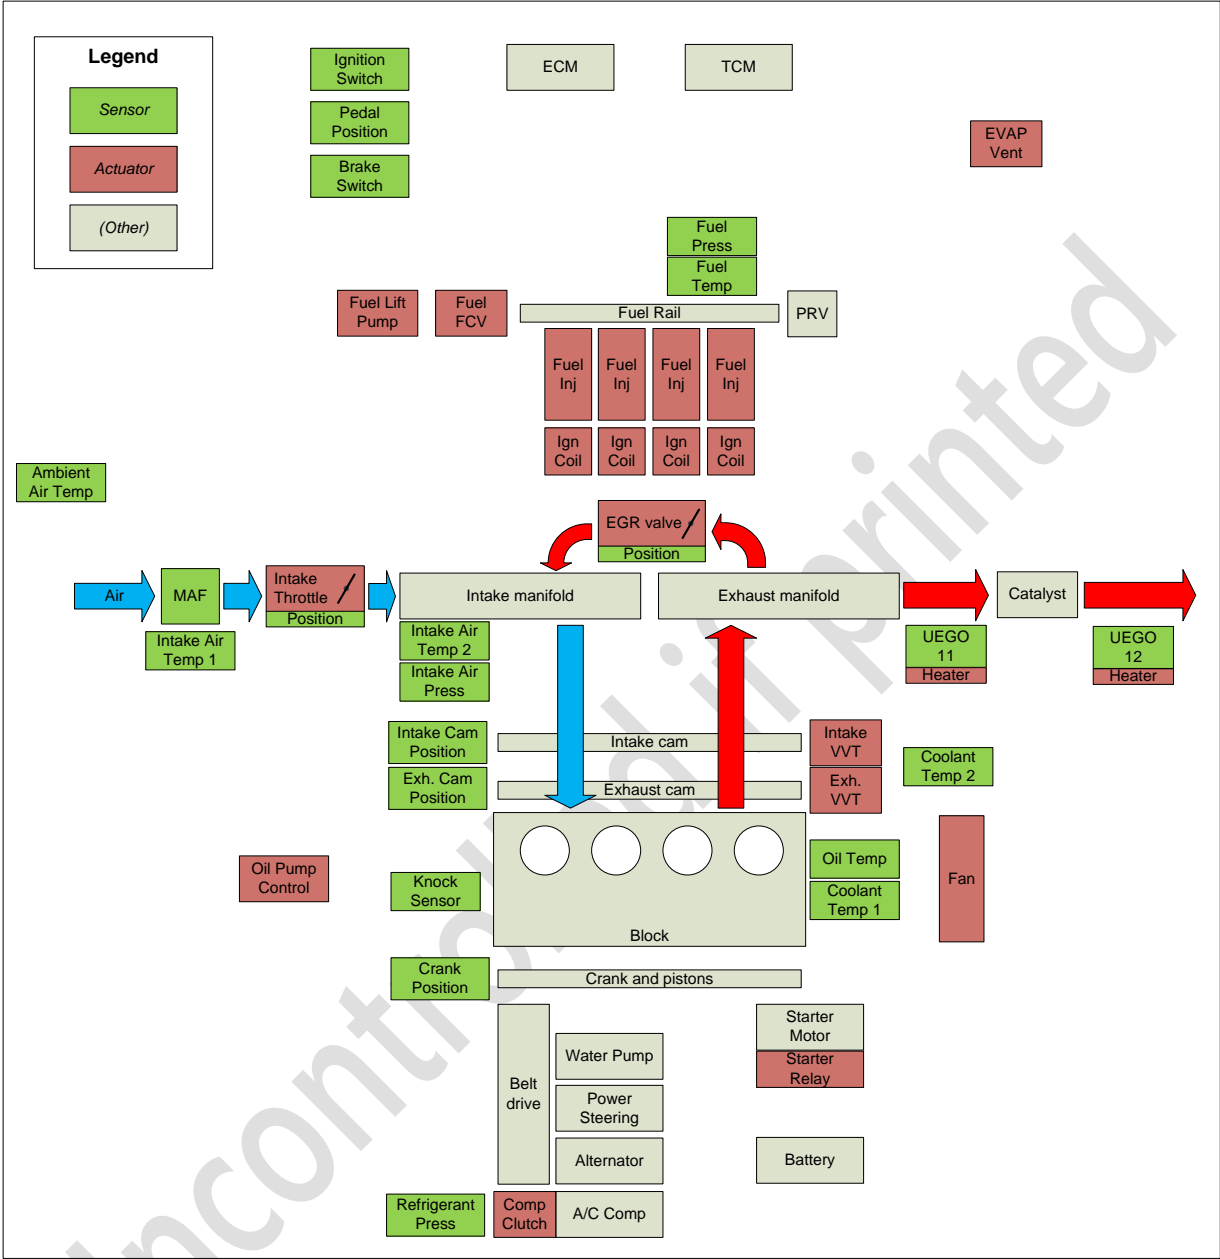 Legend
Sensor
Actuator
(Other)
Ignition
Switch
Pedal
Position
Brake
Switch
ECM
TCM
EVAP
Vent
Fuel
Press
Fuel
Temp
Fuel Lift
Pump
Fuel
FCV
Fuel Rail
PRV
Fuel
Inj
Fuel
Inj
Fuel
Inj
Fuel
Inj
Ign
Coil
Ign
Coil
Ign
Coil
Ign
Coil
Ambient
Air Temp
EGR valve
Position
Air
MAF
Intake Air
Temp 1
Intake
Throttle
Position
Intake manifold
Exhaust manifold
Catalyst
Intake Air
Temp 2
Intake Air
Press
UEGO
11
Heater
UEGO
12
Heater
Intake Cam
Position
Intake cam
Intake
VVT
Exh. Cam
Position
Exhaust cam
Exh.
VVT
Coolant
Temp 2
Oil Pump
Control
Knock
Sensor
Block
Oil Temp
Coolant
Temp 1
Fan
Crank
Position
Crank and pistons
Belt
drive
Water Pump
Power
Steering
Alternator
Starter
Motor
Starter
Relay
Battery
Refrigerant
Press
Comp
Clutch
A/C Comp
Uncontrolled if printed